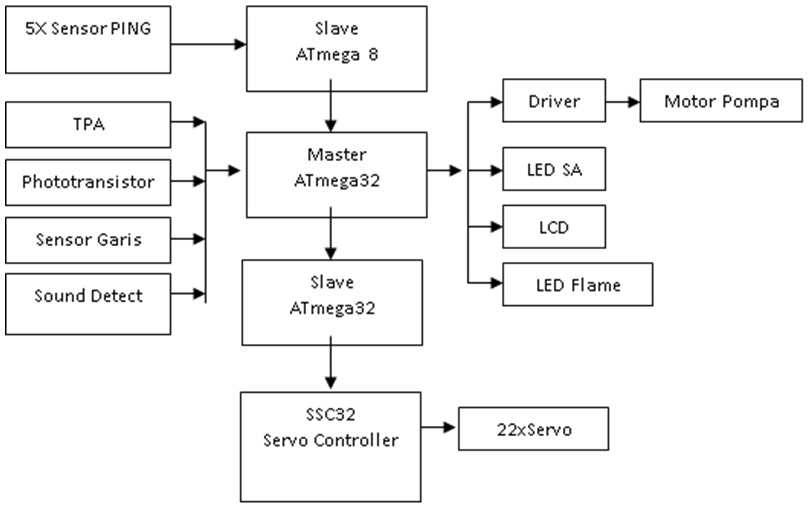 5X Sensor PING
Slave
ATmega 8
TPA
Phototransistor
Sensor Garis
Sound Detect
Master
ATmega32
Driver
Motor Pompa
LED SA
LCD
LED Flame
Slave
ATmega32
SSC32
Servo Controller
22xServo